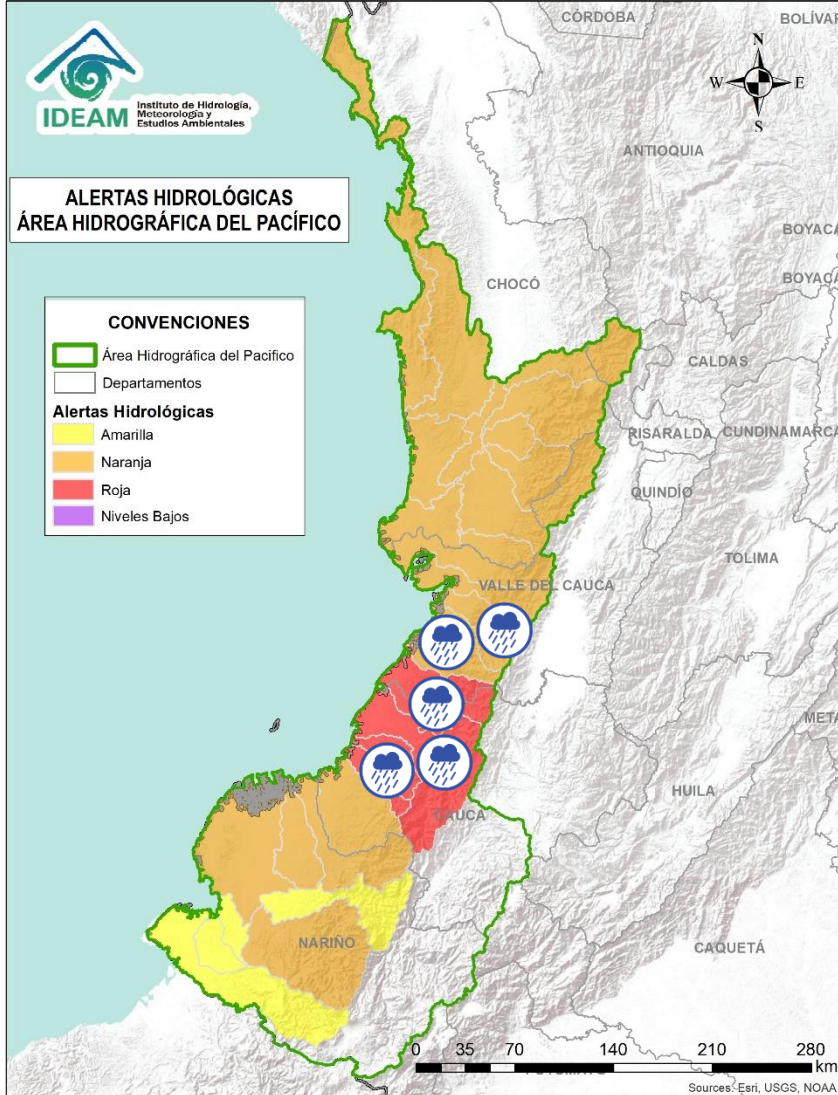 CÓRDOBA
BOLÍVAR
N
W
E
S
IDEAM
Instituto de Hidrología,
Meteorología y
Estudios Ambientales
ANTIOQUIA
ALERTAS HIDROLÓGICAS
ÁREA HIDROGRÁFICA DEL PACÍFICO
BOYACÁ
CHOCÓ
BOYACÁ
CONVENCIONES
Área Hidrográfica del Pacifico
Departamentos
Alertas Hidrológicas
Amarilla
Naranja
Roja
Niveles Bajos
CALDAS
RISARALDA
CUNDINAMARCA
QUINDÍO
TOLIMA
VALLE DEL CAUCA
META
HUILA
CAUCA
NARIÑO
CAQUETÁ
0 35 70 140 210 280
km
Sources: Esri, USGS, NOAA